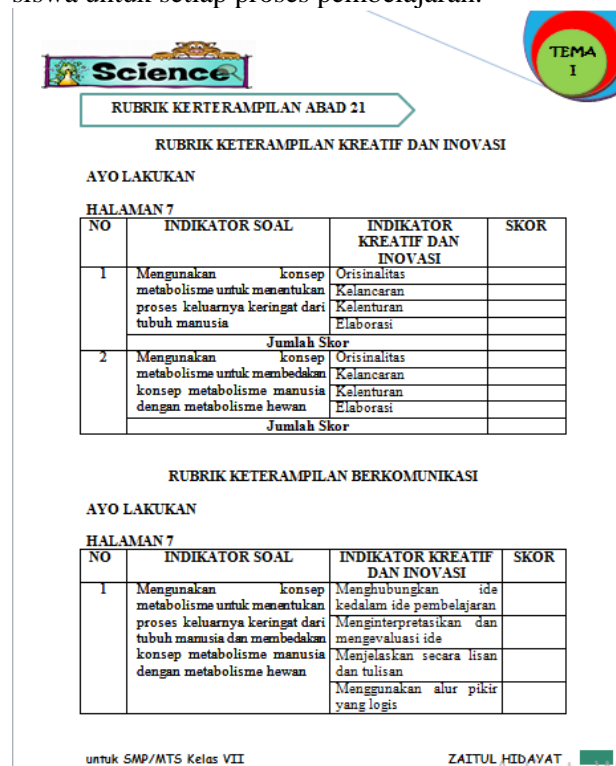 siswa untuk setiap proses pembelajaran.
Science
TEMA
I
RUBRIK KERTERAMPILAN ABAD 21
RUBRIK KETERAMPILAN KREATIF DAN INOVASI
AYO LAKUKAN
HALAMAN 7
NO INDIKATOR SOAL INDIKATOR KREATIF DAN INOVASI SKOR
1 Mengunakan konsep Orisinalitas
metabolisme untuk menentukan Kelancaran
proses keluarnya keringat dari Kelenturan
tubuh manusia Elaborasi
Jumlah Skor
2 Mengunakan konsep Orisinalitas
metabolisme untuk membedakan Kelancaran
konsep metabolisme manusia Kelenturan
dengan metabolisme hewan Elaborasi
Jumlah Skor
RUBRIK KETERAMPILAN BERKOMUNIKASI
AYO LAKUKAN
HALAMAN 7
NO INDIKATOR SOAL INDIKATOR KREATIF DAN INOVASI SKOR
1 Mengunakan konsep Menghubungkan ide
metabolisme untuk menentukan kedalam ide pembelajaran
proses keluarnya keringat dari Menginterpretasikan dan
tubuh manusia dan membedakan mengevaluasi ide
konsep metabolisme manusia Menjelaskan secara lisan
dengan metabolisme hewan dan tulisan
Menggunakan alur pikir
yang logis
untuk SMP/MTS Kelas VII ZAITUL HIDAYAT